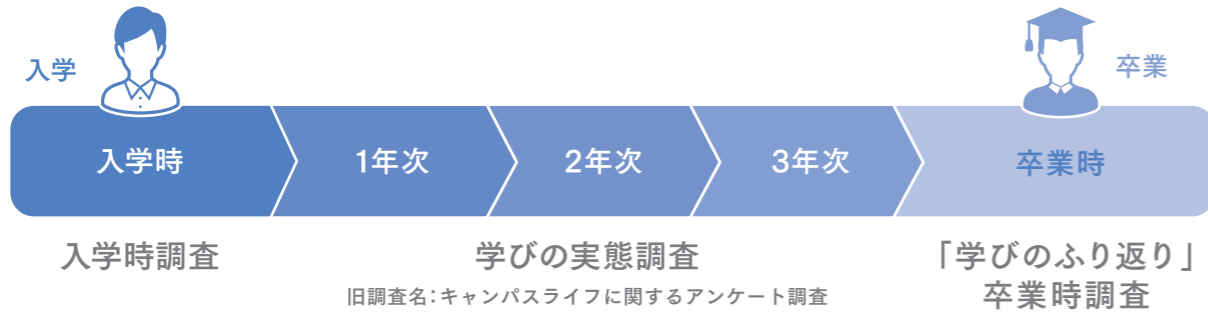 入学
卒業
入学時
1年次
2年次
3年次
卒業時
入学時調査
学びの実態調査
旧調査名：キャンパスライフに関するアンケート調査
「学びのふり返り」
卒業時調査